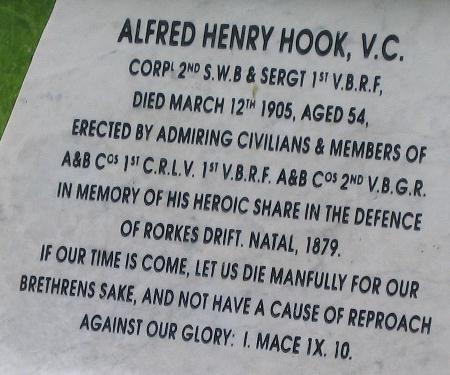 ALFRED HENRY HOOK, V.C.
CORPL 2ND S.W.B & SERGT 1ST V.B.R.F,
DIED MARCH 12TH 1905, AGED 54,
ERECTED BY ADMIRING CIVILIANS & MEMBERS OF
A&B COS 1ST C.R.L.V. 1ST V.B.R.F. A&B COS 2ND V.B.G.R.
IN MEMORY OF HIS HEROIC SHARE IN THE DEFENCE
OF RORKES DRIFT. NATAL, 1879.
IF OUR TIME IS COME, LET US DIE MANFULLY FOR OUR
BRETHRENS SAKE, AND NOT HAVE A CAUSE OF REPROACH
AGAINST OUR GLORY: I. MACE 1X. 10.